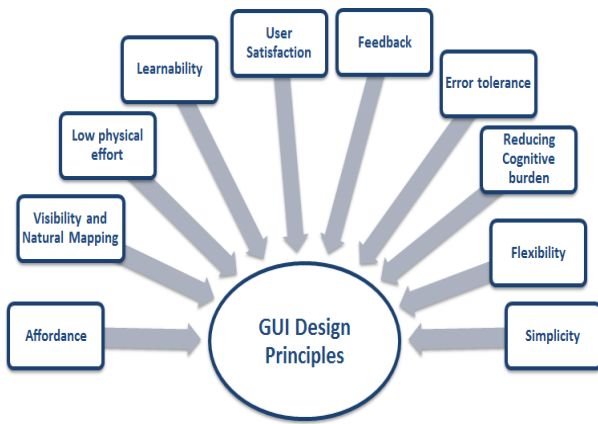 User
Satisfaction
Feedback
Learnability
Error tolerance
Low physical
effort
Reducing
Cognitive
burden
Visibility and
Natural Mapping
Flexibility
Affordance
GUI Design
Principles
Simplicity